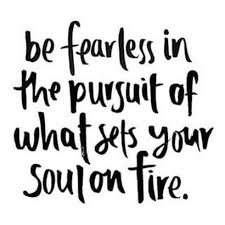 be fearless in
the pursuit of
what sets your
soul on fire.